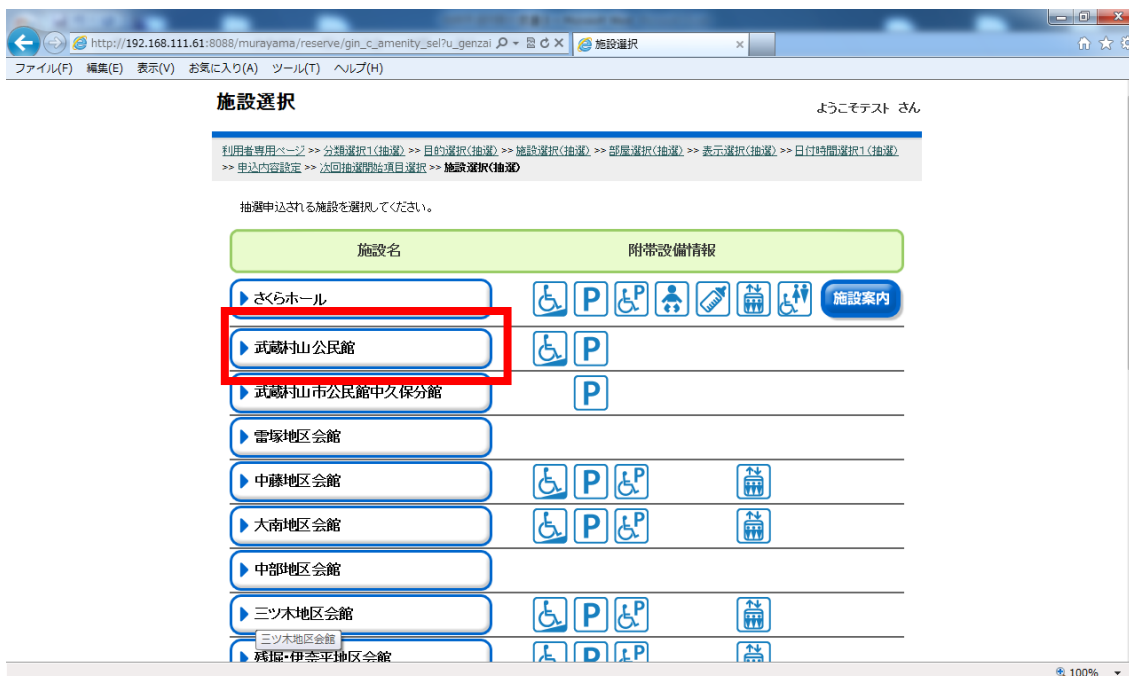 http://192.168.111.61:8088/murayama/reserve/gin_c_amenity_sel?u_genzai
施設選択
ファイル(F) 編集(E) 表示(V) お気に入り(A) ツール(T) ヘルプ(H)
施設選択
ようこそテスト さん
利用者専用ページ >> 分類選択1(抽選) >> 目的選択(抽選) >> 施設選択(抽選) >> 部屋選択(抽選) >> 表示選択(抽選) >> 日付時間選択1(抽選)
>> 申込内容設定 >> 次回抽選開始項目選択 >> 施設選択(抽選)
抽選申込される施設を選択してください。
施設名 附帯設備情報
さくらホール P P 施設案内
武蔵村山公民館 P
武蔵村山市公民館中久保分館 P
雷塚地区会館
中藤地区会館 P P
大南地区会館 P P
中部地区会館
三ツ木地区会館 P P
三ツ木地区会館
残堀・伊奈平地区会館 P P
100%